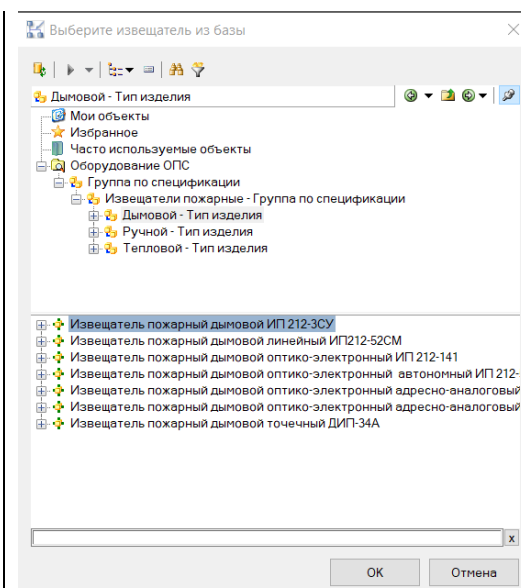 Выберите извещатель из базы
Дымовой - Тип изделия
Мои объекты
Избранное
Часто используемые объекты
Оборудование ОПС
Группа по спецификации
Извещатели пожарные - Группа по спецификации
Дымовой - Тип изделия
Ручной - Тип изделия
Тепловой - Тип изделия
Извещатель пожарный дымовой ИП 212-3СУ
Извещатель пожарный дымовой линейный ИП212-52СМ
Извещатель пожарный дымовой оптико-электронный ИП 212-141
Извещатель пожарный дымовой оптико-электронный автономный ИП 212-
Извещатель пожарный дымовой оптико-электронный адресно-аналоговый
Извещатель пожарный дымовой оптико-электронный адресно-аналоговый
Извещатель пожарный дымовой точечный ДИП-34А
x
OK Отмена